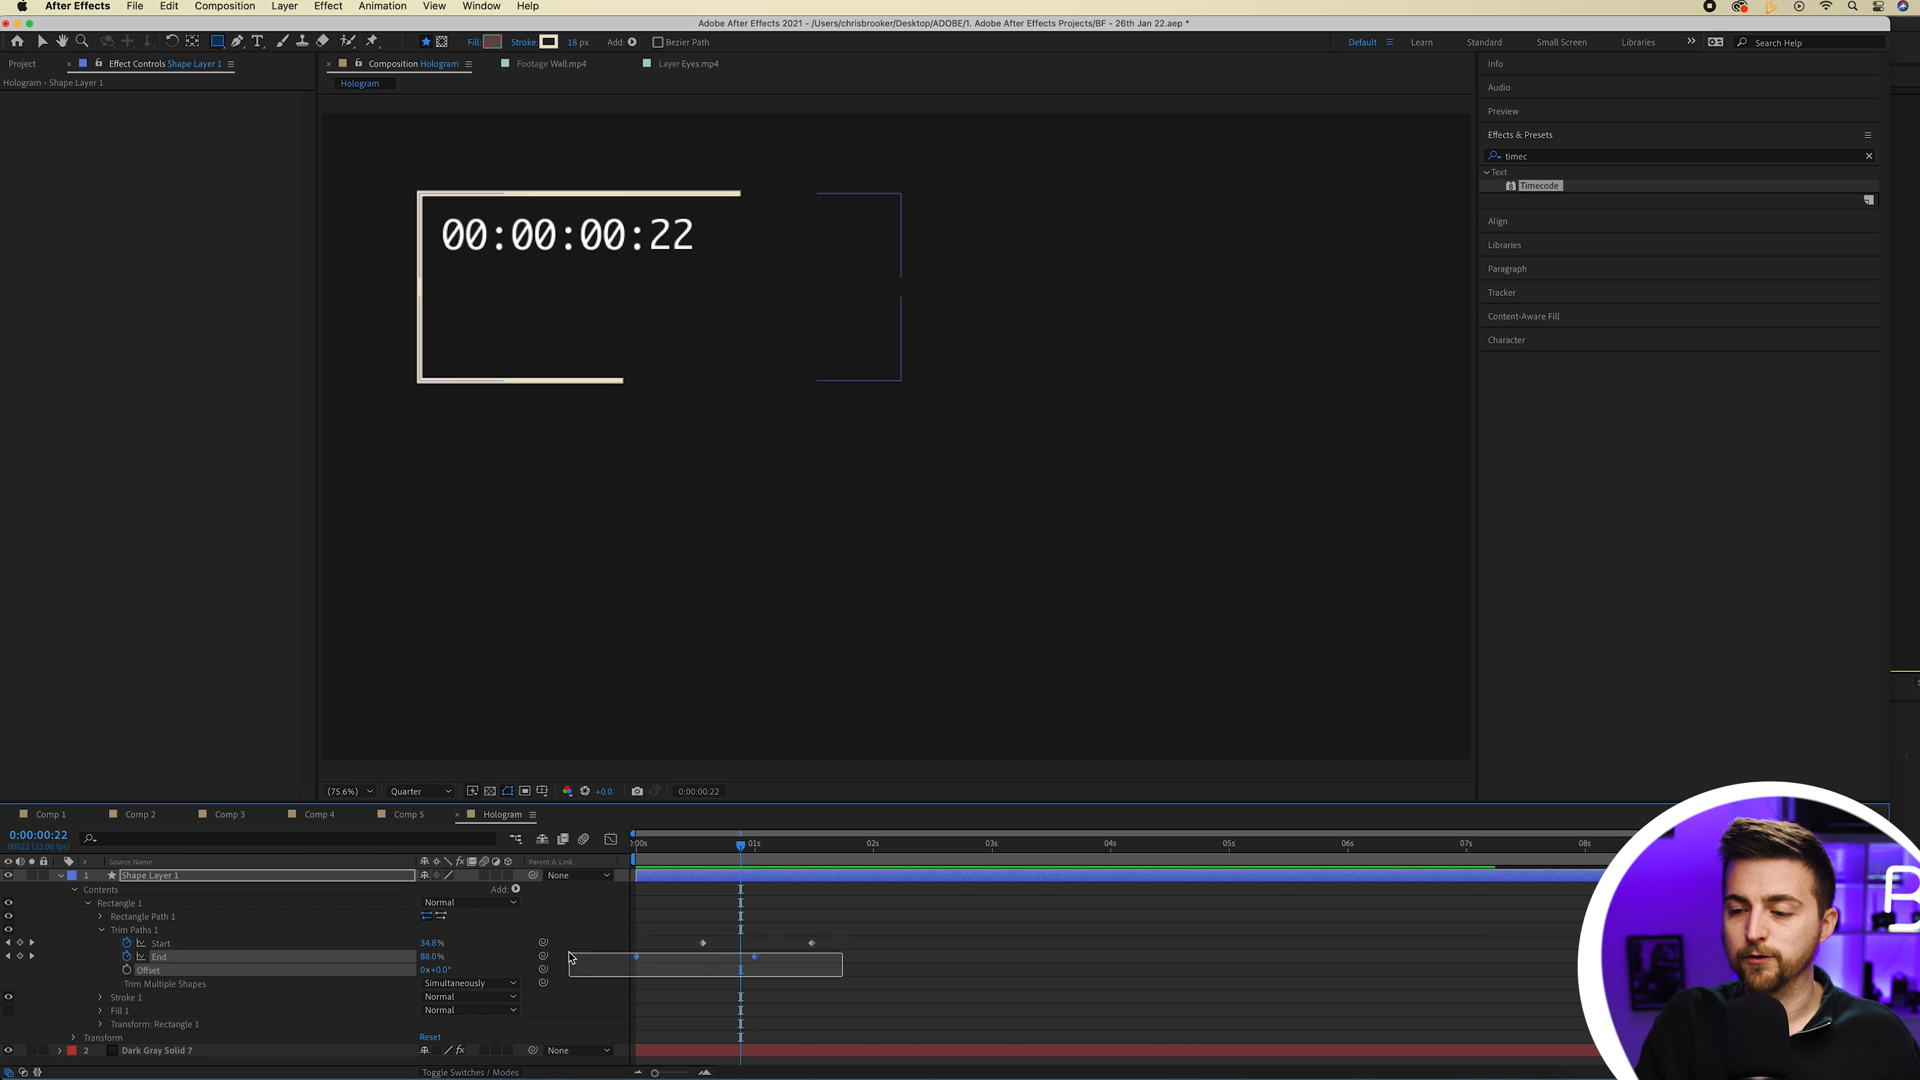 After Effects File Edit Composition Layer Effect Animation View Window Help
Adobe After Effects 2021 - /Users/chrisbrooker/Desktop/ADOBE/1. Adobe After Effects Projects/BF - 26th Jan 22.aep *
Fill: Stroke: 18 px Add: Bezier Path Default Learn Standard Small Screen Libraries Search Help
Project Effect Controls Shape Layer 1 Composition Hologram Footage Wall.mp4 Layer Eyes.mp4 Info
Hologram - Shape Layer 1 Hologram
Audio
Preview
Effects & Presets
timec
Text
Timecode
Align
Libraries
Paragraph
Tracker
Content-Aware Fill
Character
00:00:00:22
(75.6%) Quarter +0.0 0:00:00:22
Comp 1 Comp 2 Comp 3 Comp 4 Comp 5 Hologram
0:00:00:22
00022 (25.00 fps)
:00s 01s 02s 03s 04s 05s 06s 07s 08s
# Source Name Parent & Link
1 Shape Layer 1 None
Contents Add:
Rectangle 1 Normal
Rectangle Path 1
Trim Paths 1
Start 34.8%
End 88.0%
Offset 0x+0.0°
Trim Multiple Shapes Simultaneously
Stroke 1 Normal
Fill 1 Normal
Transform: Rectangle 1
Transform Reset
2 Dark Gray Solid 7 None
Toggle Switches / Modes